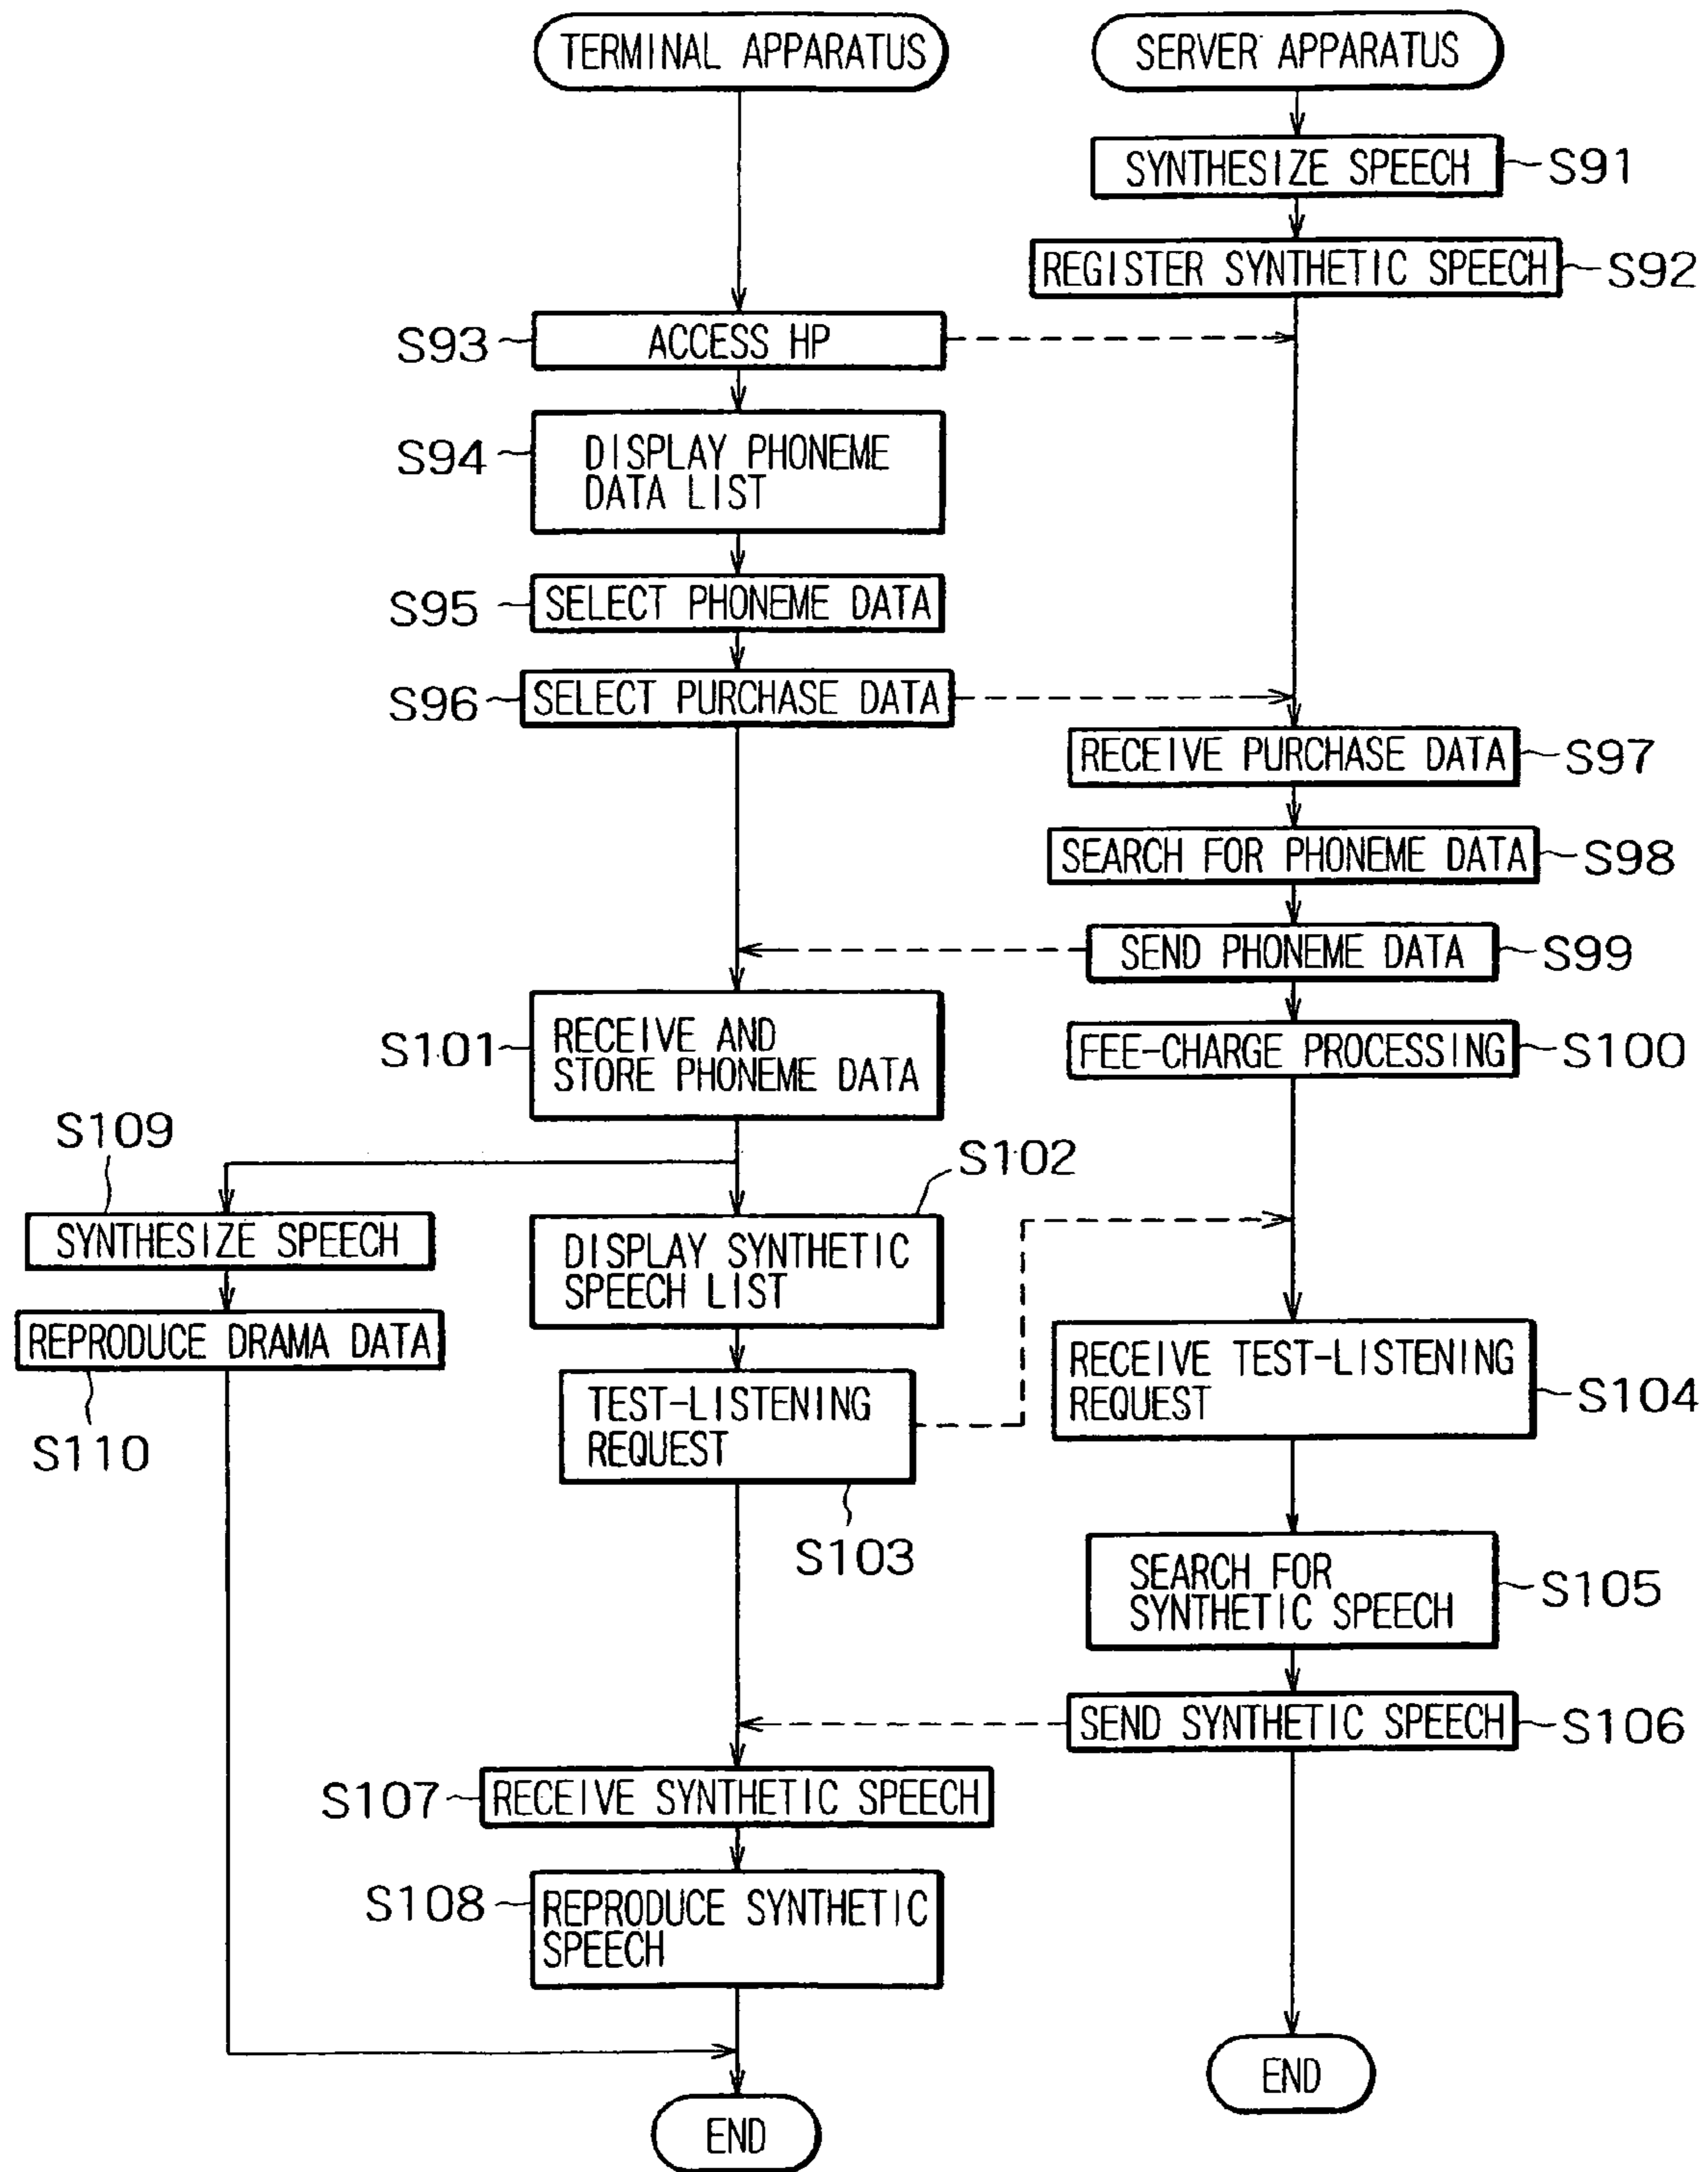 TERMINAL APPARATUS
SERVER APPARATUS
SYNTHESIZE SPEECH
S91
REGISTER SYNTHETIC SPEECH
S92
S93
ACCESS HP
S94
DISPLAY PHONEME
DATA LIST
S95
SELECT PHONEME DATA
S96
SELECT PURCHASE DATA
RECEIVE PURCHASE DATA
S97
SEARCH FOR PHONEME DATA
S98
SEND PHONEME DATA
S99
S101
RECEIVE AND
STORE PHONEME DATA
FEE-CHARGE PROCESSING
S100
S109
SYNTHESIZE SPEECH
REPRODUCE DRAMA DATA
S110
S102
DISPLAY SYNTHETIC
SPEECH LIST
TEST-LISTENING
REQUEST
S103
RECEIVE TEST-LISTENING
REQUEST
S104
SEARCH FOR
SYNTHETIC SPEECH
S105
SEND SYNTHETIC SPEECH
S106
S107
RECEIVE SYNTHETIC SPEECH
S108
REPRODUCE SYNTHETIC
SPEECH
END
END